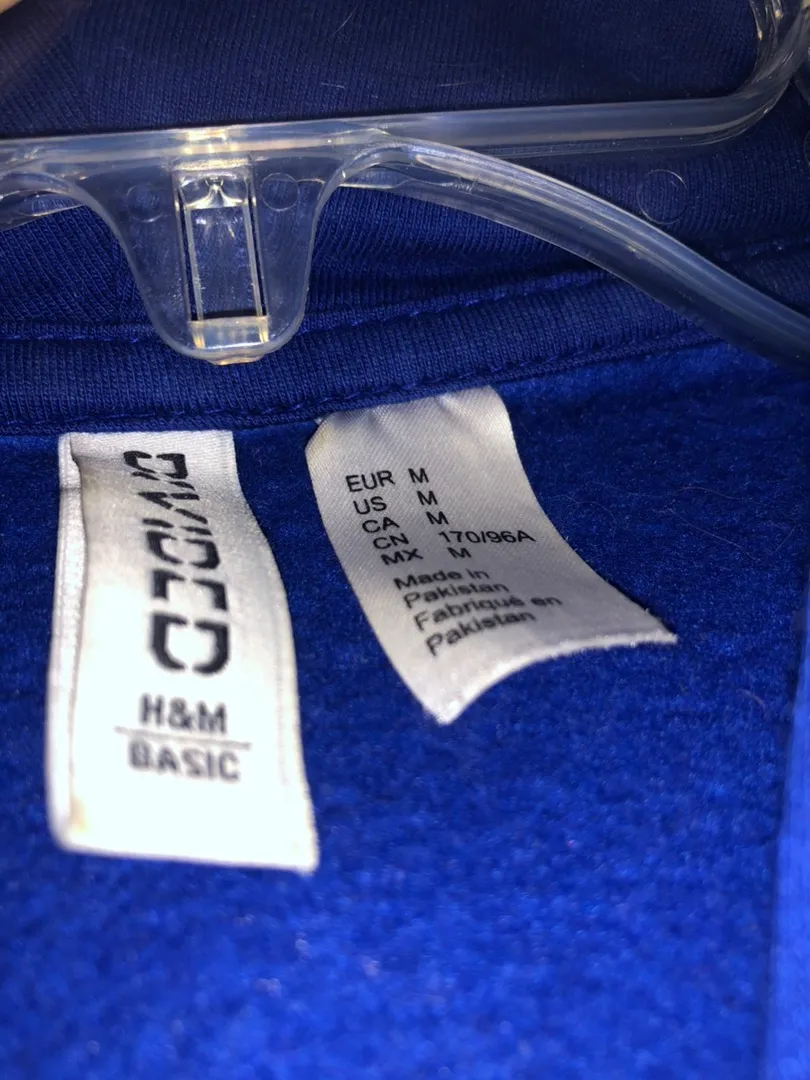 DIVIDED
H&M
BASIC
EUR M
US M
CA M
CN 170/96A
MX M
Made in
Pakistan
Fabriqué en
Pakistan